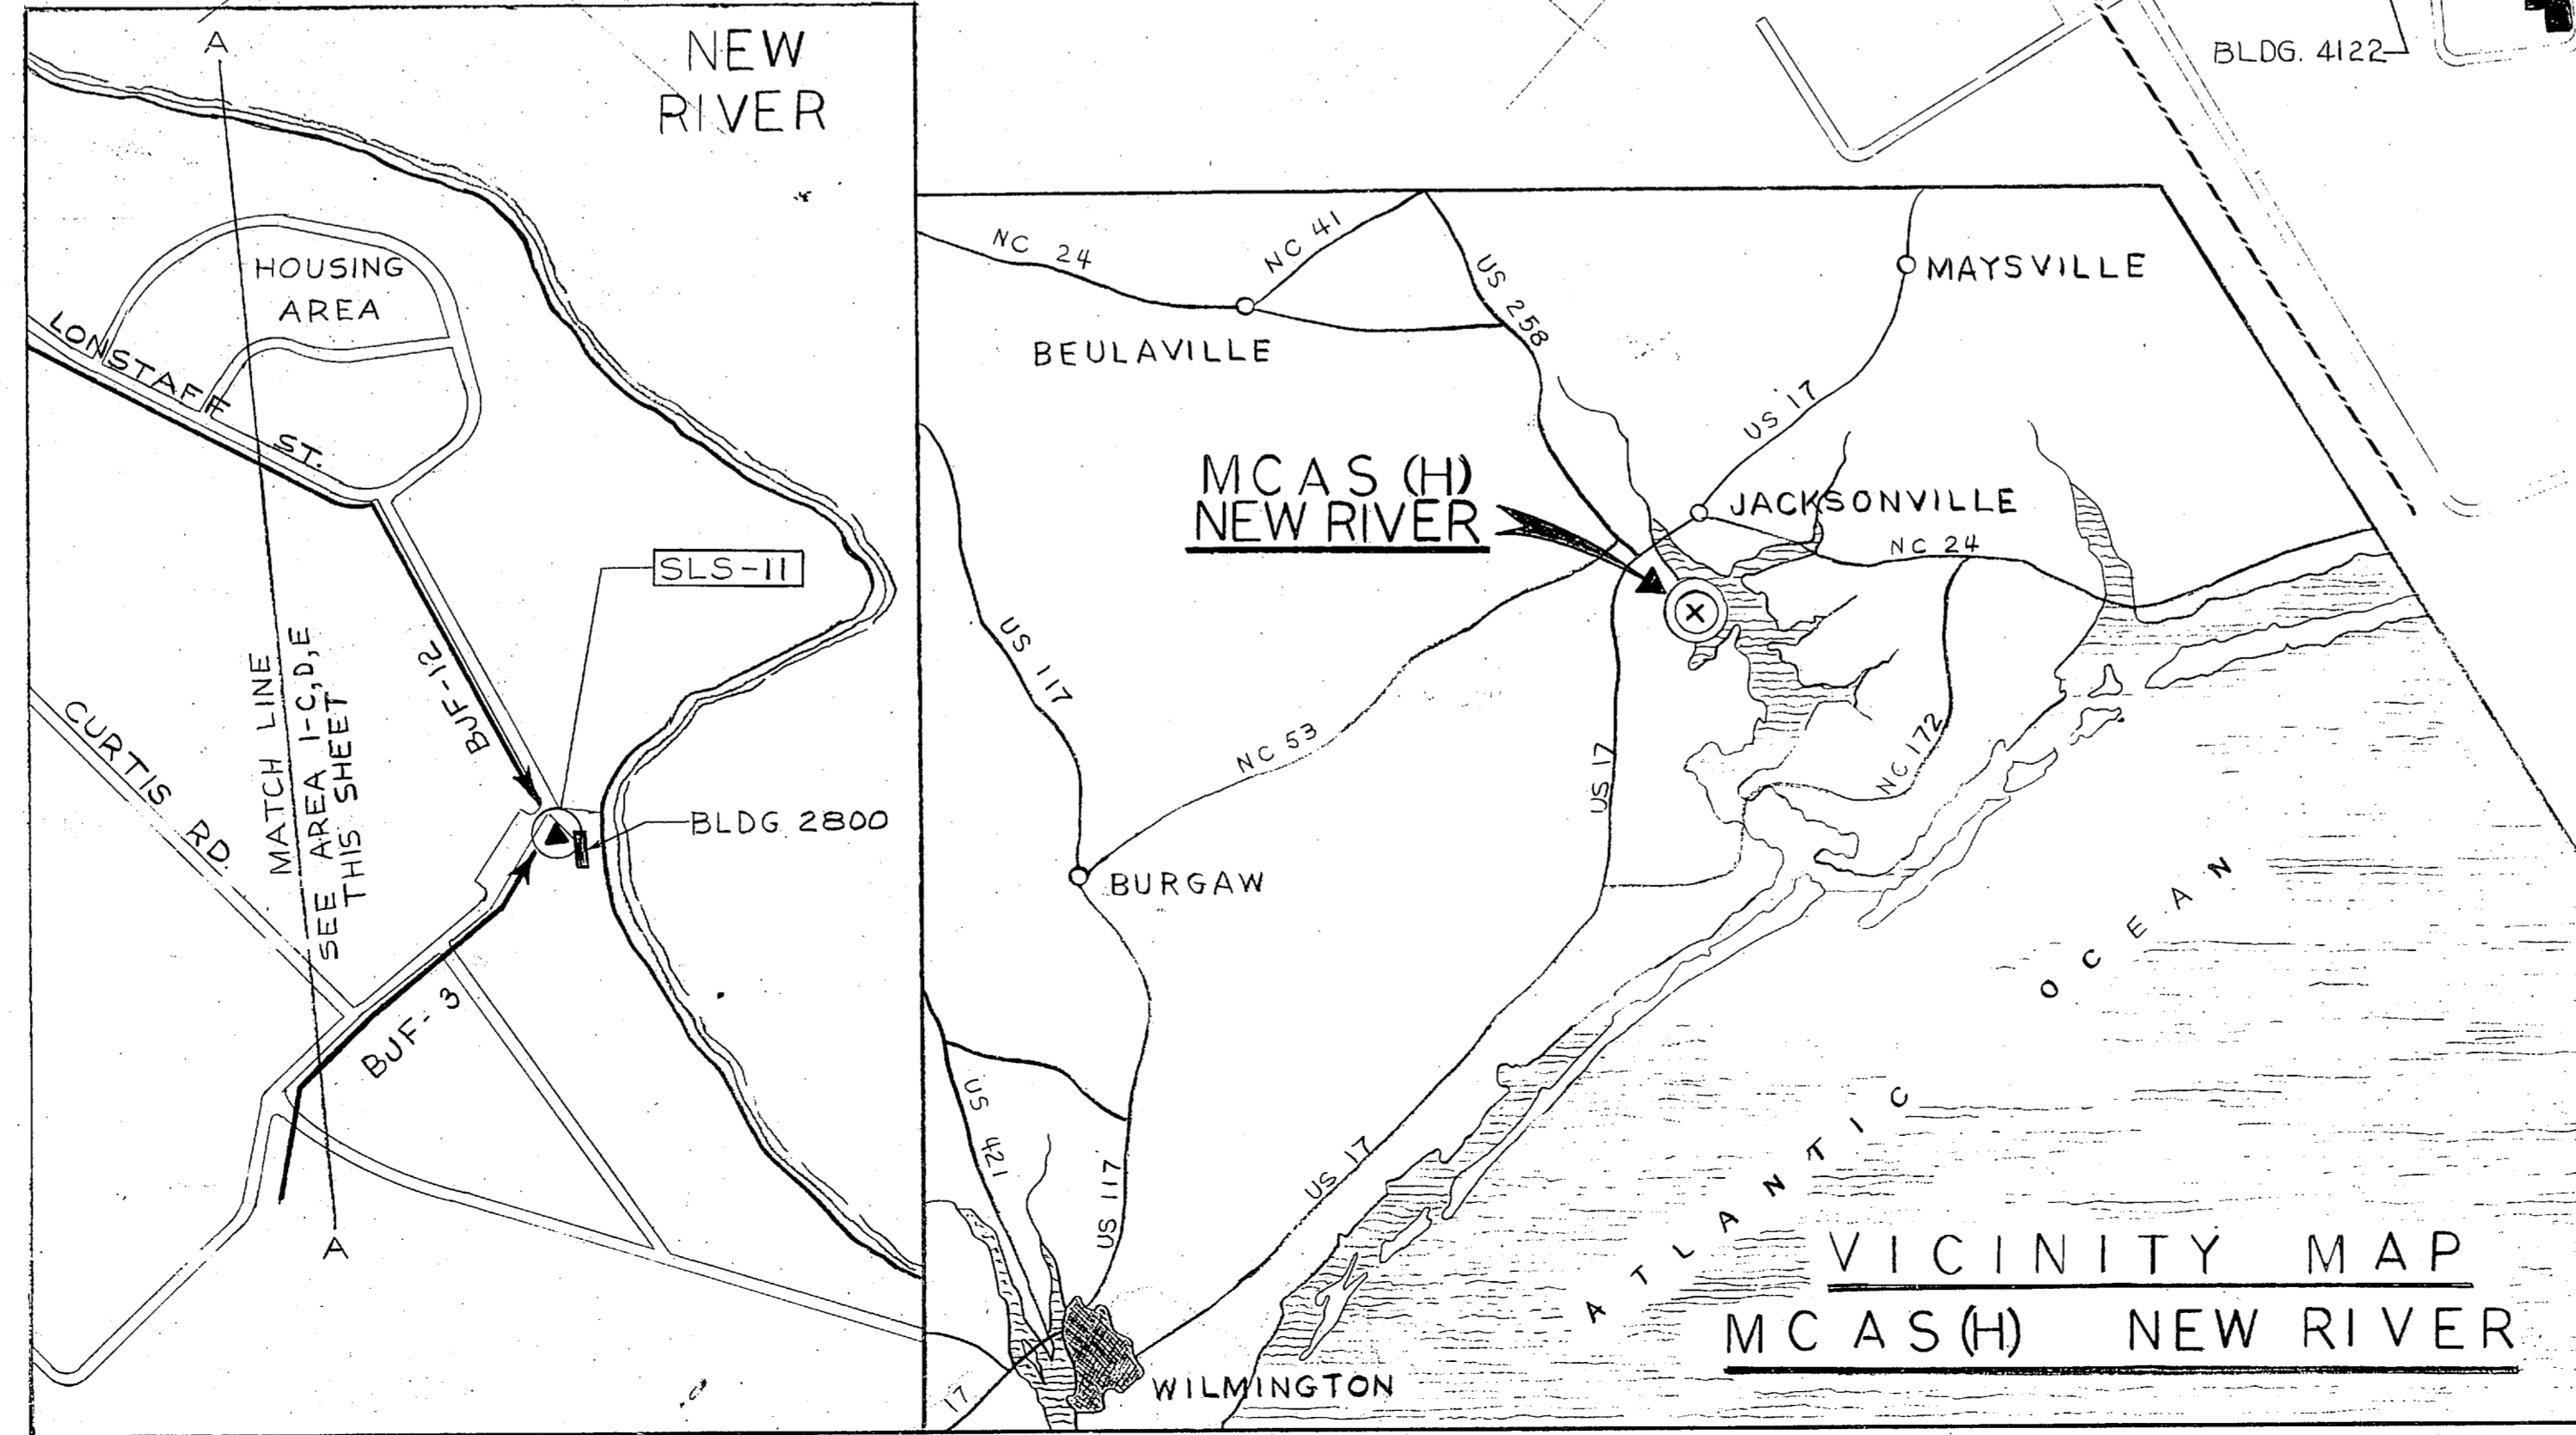 A
NEW
RIVER
HOUSING
AREA
LONSTAFF ST.
SLS-11
BUF-12
MATCH LINE
SEE AREA 1-C,D,E
THIS SHEET
CURTIS RD.
BLDG. 2800
BUF-3
A
BLDG. 4122
NC 24
NC 41
US 258
MAYSVILLE
BEULAVILLE
US 17
MCAS (H)
NEW RIVER
JACKSONVILLE
NC 24
X
US 117
NC 53
US 17
NC 172
BURGAW
ATLANTIC OCEAN
US 421
US 117
US 17
17
WILMINGTON
VICINITY MAP
MCAS(H) NEW RIVER